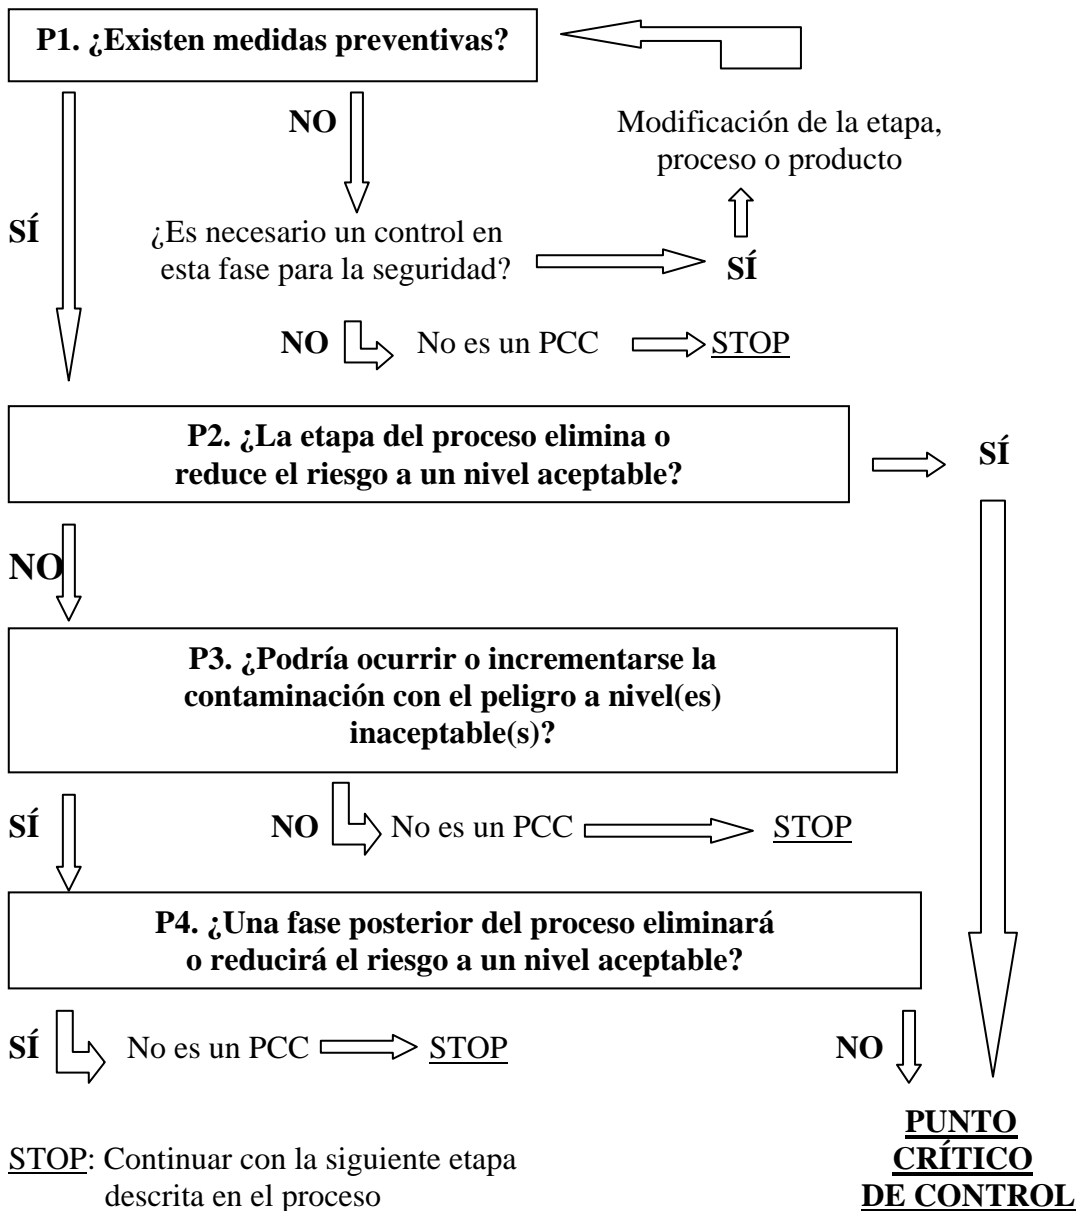 P1. ¿Existen medidas preventivas?
NO
Modificación de la etapa,
proceso o producto
SÍ
¿Es necesario un control en
esta fase para la seguridad?
SÍ
NO
No es un PCC
STOP
P2. ¿La etapa del proceso elimina o
reduce el riesgo a un nivel aceptable?
SÍ
NO
P3. ¿Podría ocurrir o incrementarse la
contaminación con el peligro a nivel(es)
inaceptable(s)?
SÍ
NO
No es un PCC
STOP
P4. ¿Una fase posterior del proceso eliminará
o reducirá el riesgo a un nivel aceptable?
SÍ
No es un PCC
STOP
NO
PUNTO
CRÍTICO
DE CONTROL
STOP: Continuar con la siguiente etapa
descrita en el proceso